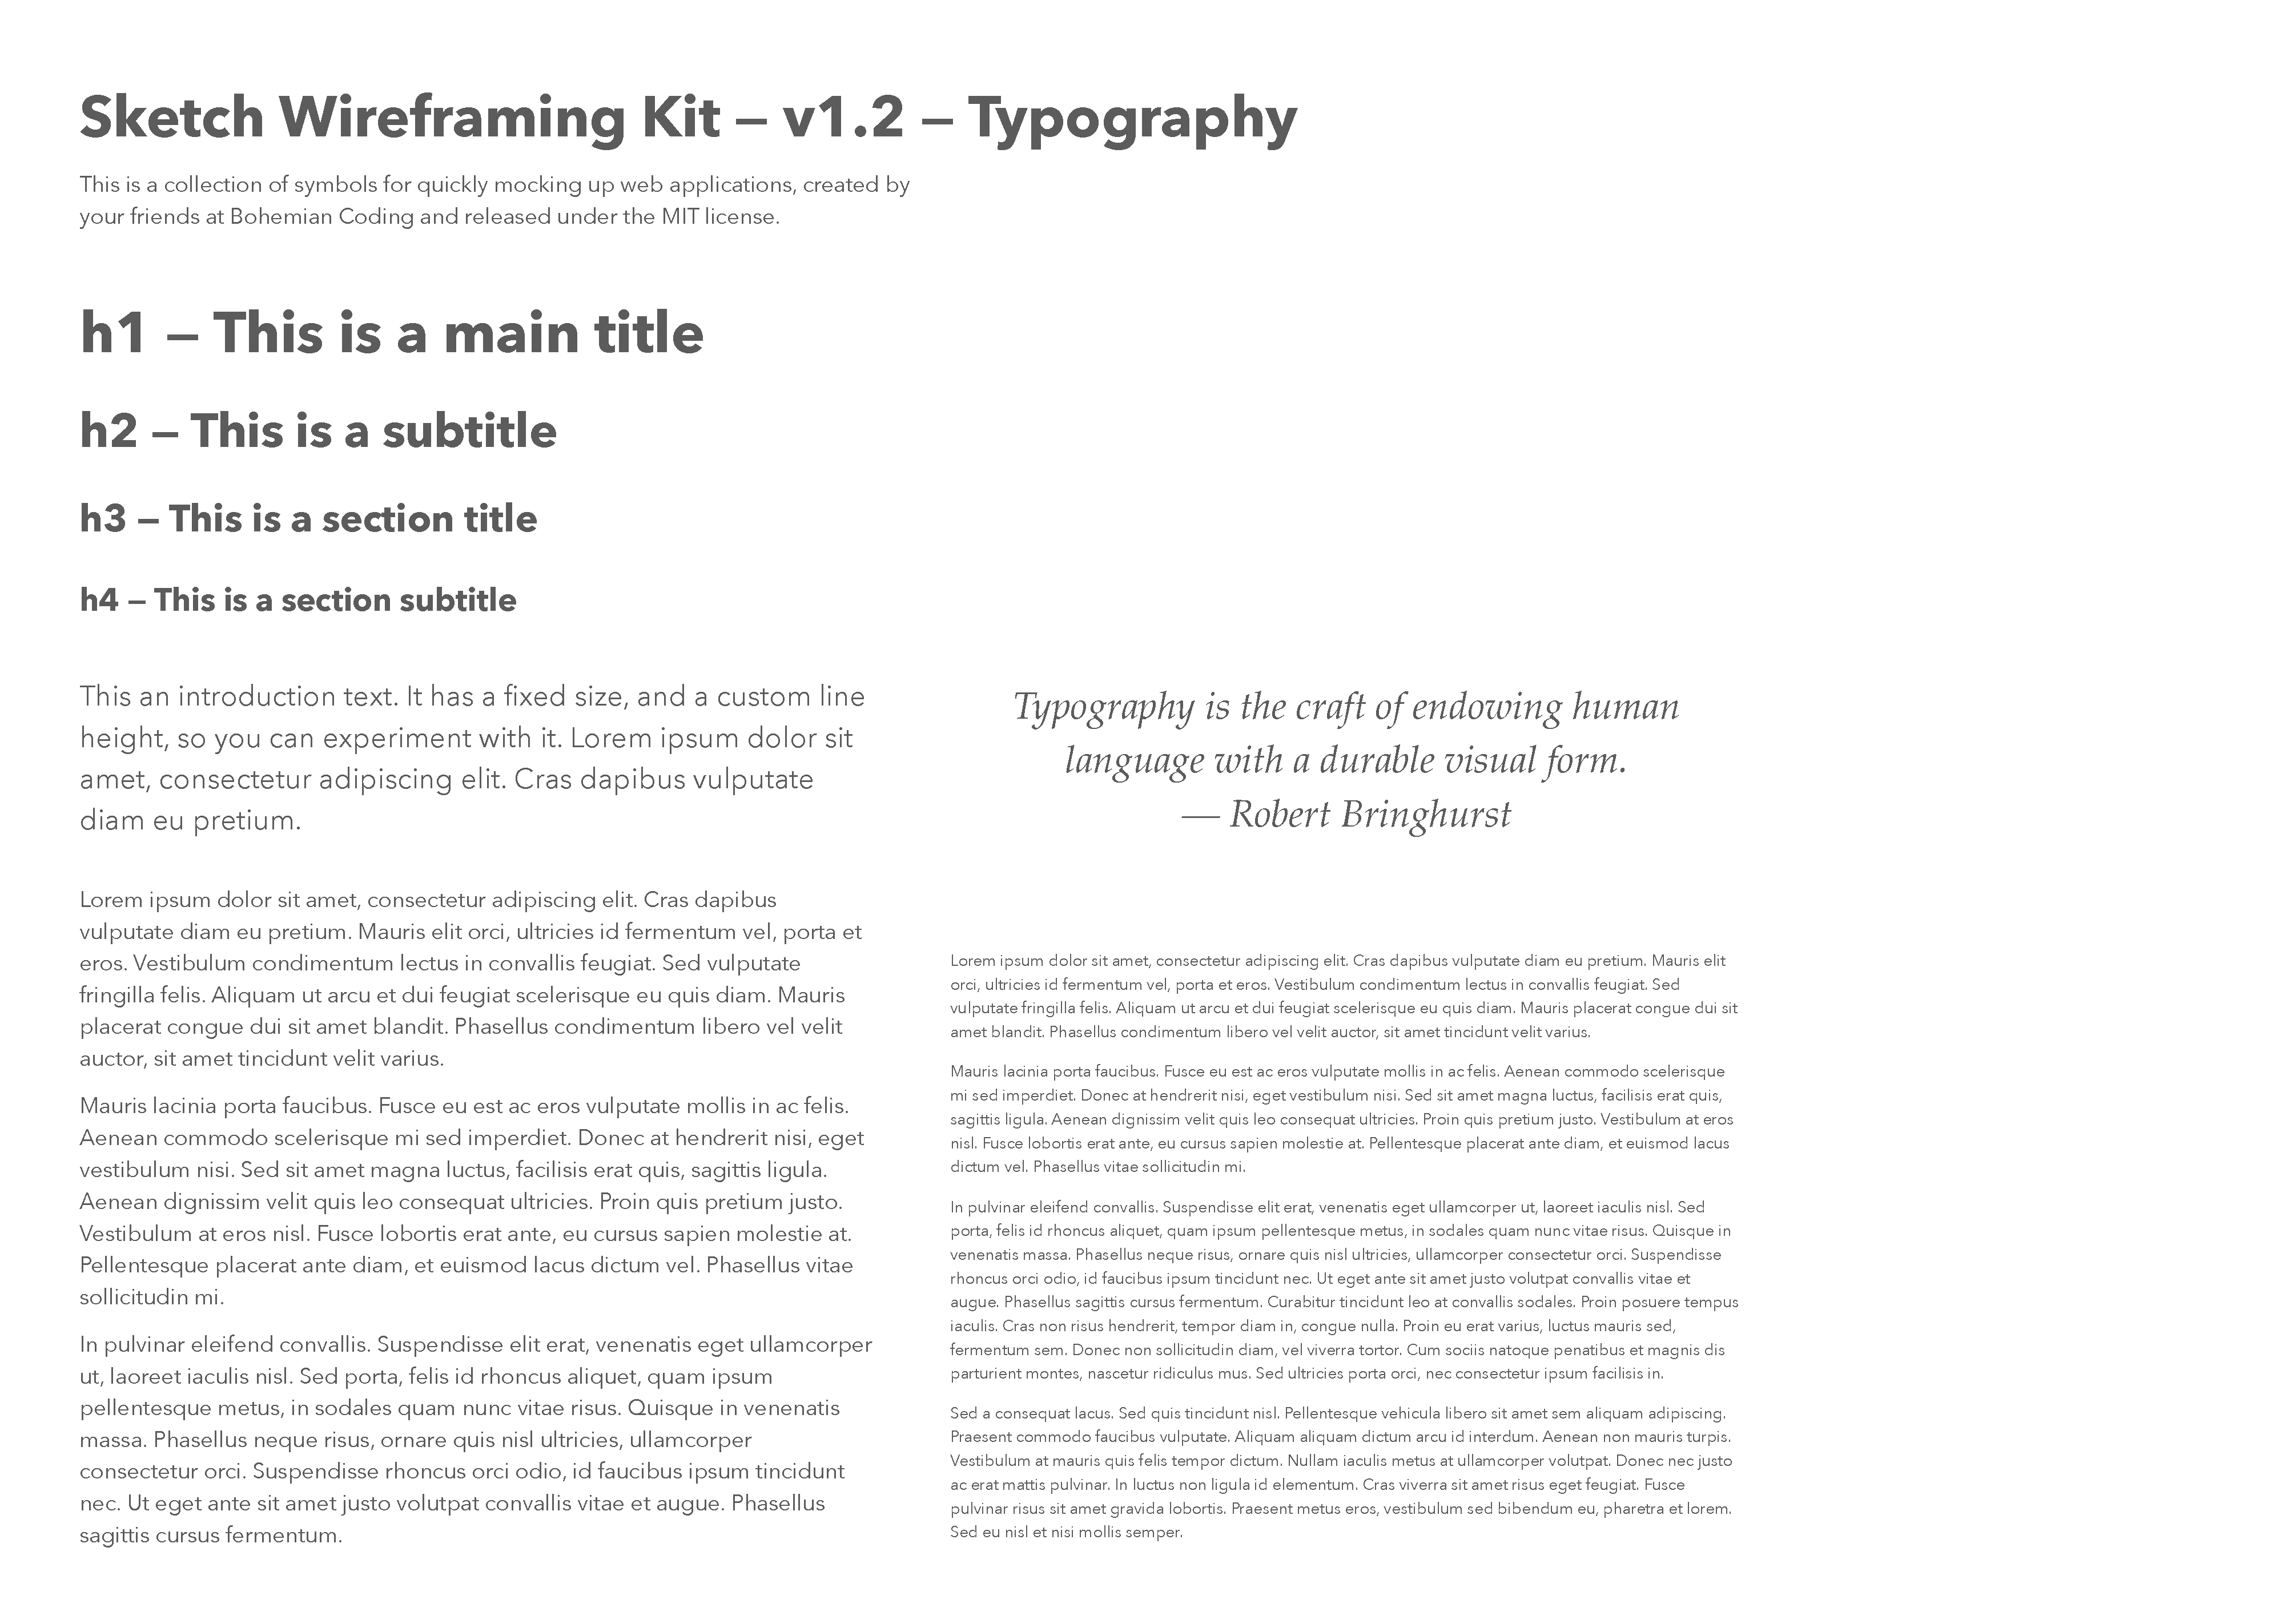 Sketch Wireframing Kit — v1.2 — Typography
This is a collection of symbols for quickly mocking up web applications, created by
your friends at Bohemian Coding and released under the MIT license.
h1 — This is a main title
h2 — This is a subtitle
h3 — This is a section title
h4 — This is a section subtitle
This an introduction text. It has a fixed size, and a custom line
height, so you can experiment with it. Lorem ipsum dolor sit
amet, consectetur adipiscing elit. Cras dapibus vulputate
diam eu pretium.
Lorem ipsum dolor sit amet, consectetur adipiscing elit. Cras dapibus
vulputate diam eu pretium. Mauris elit orci, ultricies id fermentum vel, porta et
eros. Vestibulum condimentum lectus in convallis feugiat. Sed vulputate
fringilla felis. Aliquam ut arcu et dui feugiat scelerisque eu quis diam. Mauris
placerat congue dui sit amet blandit. Phasellus condimentum libero vel velit
auctor, sit amet tincidunt velit varius.
Mauris lacinia porta faucibus. Fusce eu est ac eros vulputate mollis in ac felis.
Aenean commodo scelerisque mi sed imperdiet. Donec at hendrerit nisi, eget
vestibulum nisi. Sed sit amet magna luctus, facilisis erat quis, sagittis ligula.
Aenean dignissim velit quis leo consequat ultricies. Proin quis pretium justo.
Vestibulum at eros nisl. Fusce lobortis erat ante, eu cursus sapien molestie at.
Pellentesque placerat ante diam, et euismod lacus dictum vel. Phasellus vitae
sollicitudin mi.
In pulvinar eleifend convallis. Suspendisse elit erat, venenatis eget ullamcorper
ut, laoreet iaculis nisl. Sed porta, felis id rhoncus aliquet, quam ipsum
pellentesque metus, in sodales quam nunc vitae risus. Quisque in venenatis
massa. Phasellus neque risus, ornare quis nisl ultricies, ullamcorper
consectetur orci. Suspendisse rhoncus orci odio, id faucibus ipsum tincidunt
nec. Ut eget ante sit amet justo volutpat convallis vitae et augue. Phasellus
sagittis cursus fermentum.
Typography is the craft of endowing human
language with a durable visual form.
— Robert Bringhurst
Lorem ipsum dolor sit amet, consectetur adipiscing elit. Cras dapibus vulputate diam eu pretium. Mauris elit
orci, ultricies id fermentum vel, porta et eros. Vestibulum condimentum lectus in convallis feugiat. Sed
vulputate fringilla felis. Aliquam ut arcu et dui feugiat scelerisque eu quis diam. Mauris placerat congue dui sit
amet blandit. Phasellus condimentum libero vel velit auctor, sit amet tincidunt velit varius.
Mauris lacinia porta faucibus. Fusce eu est ac eros vulputate mollis in ac felis. Aenean commodo scelerisque
mi sed imperdiet. Donec at hendrerit nisi, eget vestibulum nisi. Sed sit amet magna luctus, facilisis erat quis,
sagittis ligula. Aenean dignissim velit quis leo consequat ultricies. Proin quis pretium justo. Vestibulum at eros
nisl. Fusce lobortis erat ante, eu cursus sapien molestie at. Pellentesque placerat ante diam, et euismod lacus
dictum vel. Phasellus vitae sollicitudin mi.
In pulvinar eleifend convallis. Suspendisse elit erat, venenatis eget ullamcorper ut, laoreet iaculis nisl. Sed
porta, felis id rhoncus aliquet, quam ipsum pellentesque metus, in sodales quam nunc vitae risus. Quisque in
venenatis massa. Phasellus neque risus, ornare quis nisl ultricies, ullamcorper consectetur orci. Suspendisse
rhoncus orci odio, id faucibus ipsum tincidunt nec. Ut eget ante sit amet justo volutpat convallis vitae et
augue. Phasellus sagittis cursus fermentum. Curabitur tincidunt leo at convallis sodales. Proin posuere tempus
iaculis. Cras non risus hendrerit, tempor diam in, congue nulla. Proin eu erat varius, luctus mauris sed,
fermentum sem. Donec non sollicitudin diam, vel viverra tortor. Cum sociis natoque penatibus et magnis dis
parturient montes, nascetur ridiculus mus. Sed ultricies porta orci, nec consectetur ipsum facilisis in.
Sed a consequat lacus. Sed quis tincidunt nisl. Pellentesque vehicula libero sit amet sem aliquam adipiscing.
Praesent commodo faucibus vulputate. Aliquam aliquam dictum arcu id interdum. Aenean non mauris turpis.
Vestibulum at mauris quis felis tempor dictum. Nullam iaculis metus at ullamcorper volutpat. Donec nec justo
ac erat mattis pulvinar. In luctus non ligula id elementum. Cras viverra sit amet risus eget feugiat. Fusce
pulvinar risus sit amet gravida lobortis. Praesent metus eros, vestibulum sed bibendum eu, pharetra et lorem.
Sed eu nisl et nisi mollis semper.